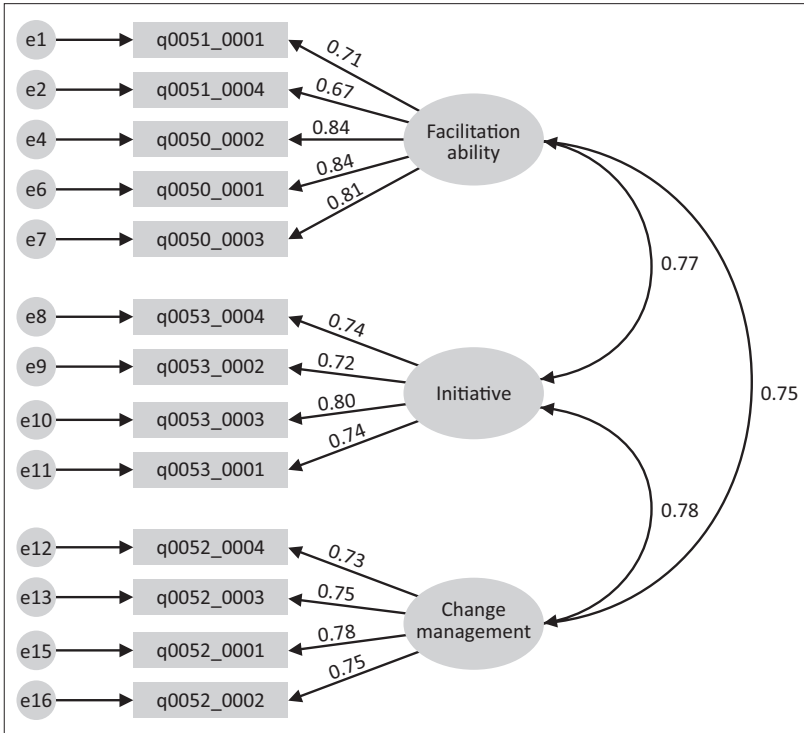 e1
q0051_0001
0.71
e2
q0051_0004
0.67
e4
q0050_0002
0.84
e6
q0050_0001
0.84
e7
q0050_0003
0.81
Facilitation
ability
0.77
e8
q0053_0004
0.74
e9
q0053_0002
0.72
e10
q0053_0003
0.80
e11
q0053_0001
0.74
Initiative
0.75
0.78
e12
q0052_0004
0.73
e13
q0052_0003
0.75
e15
q0052_0001
0.78
e16
q0052_0002
0.75
Change
management